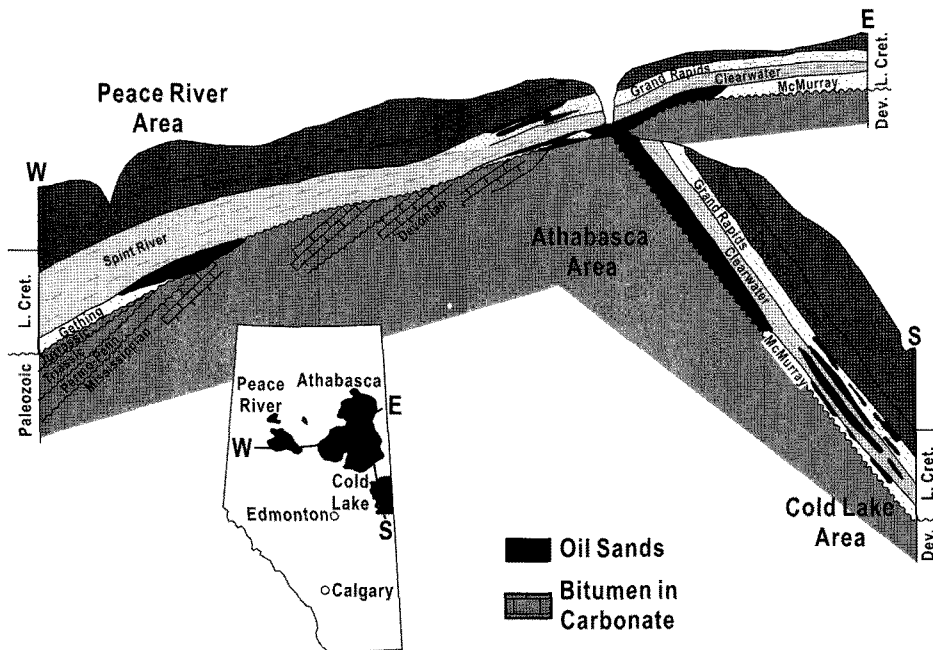 E
Grand Rapids
Clearwater
McMurray
L. Cret.
Dev.
Peace River
Area
W
Spirit River
Devonian
Athabasca
Area
Grand Rapids
Clearwater
McMurray
S
L. Cret.
Paleozoic
Gething
Triassic
Permo-Penn
Mississippian
Peace
River
Athabasca
E
W
Cold
Lake
Edmonton
S
Calgary
Cold Lake
Area
L. Cret.
Dev.
Oil Sands
Bitumen in
Carbonate